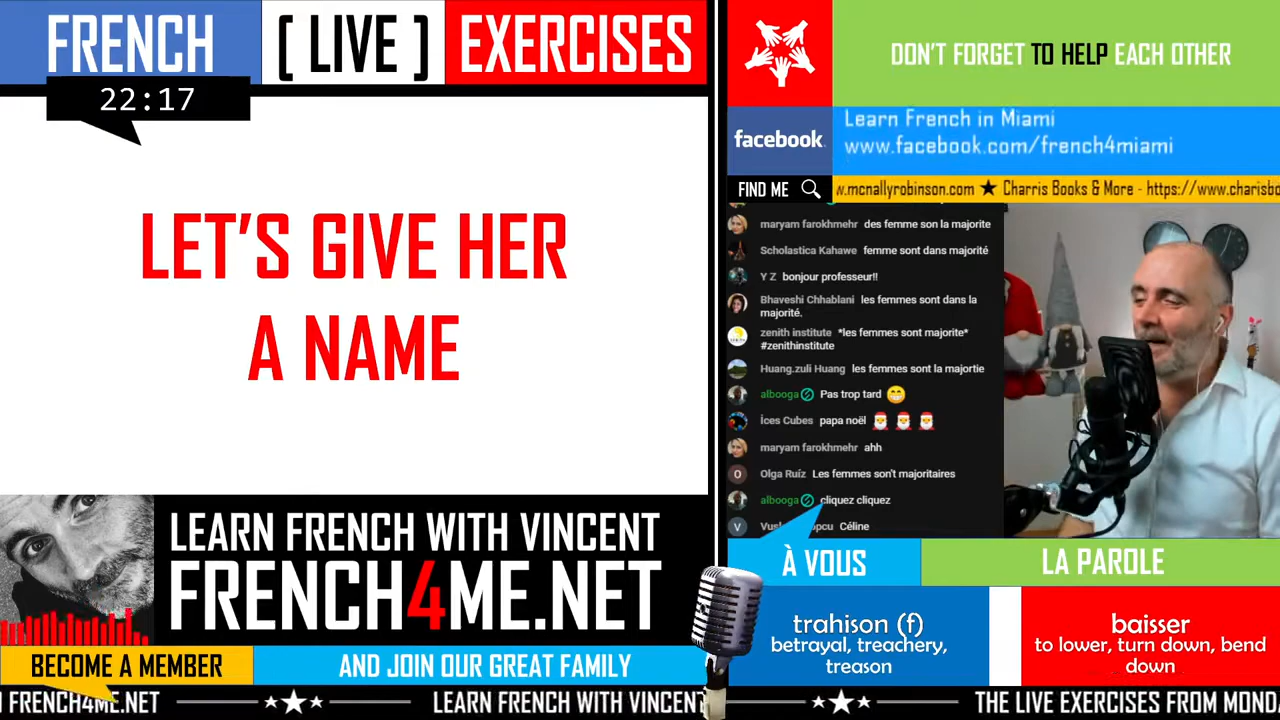 FRENCH [ LIVE ] EXERCISES
22:17
LET'S GIVE HER
A NAME
LEARN FRENCH WITH VINCENT
FRENCH4ME.NET
BECOME A MEMBER
AND JOIN OUR GREAT FAMILY
FRENCH4ME.NET
LEARN FRENCH WITH VINCENT
THE LIVE EXERCISES FROM
DON'T FORGET TO HELP EACH OTHER
facebook.
Learn French in Miami
www.facebook.com/french4miami
FIND ME
w.mcnallyrobinson.com ★ Charris Books & More - https://www.charisbo
maryam farokhmehr des femme son la majorite
Scholastica Kahawe femme sont dans majorité
Y Z bonjour professeur!!
Bhaveshi Chhablani les femmes sont dans la
majorité.
zenith institute *les femmes sont majorite*
#zenithinstitute
Huang.zuli Huang les femmes sont la majortie
albooga Pas trop tard 😁
İces Cubes papa noël 🎅 🎅 🎅
maryam farokhmehr ahh
O Olga Ruíz Les femmes son't majoritaires
albooga cliquez cliquez
V Céline
À VOUS
LA PAROLE
trahison (f)
betrayal, treachery,
treason
baisser
to lower, turn down, bend
down